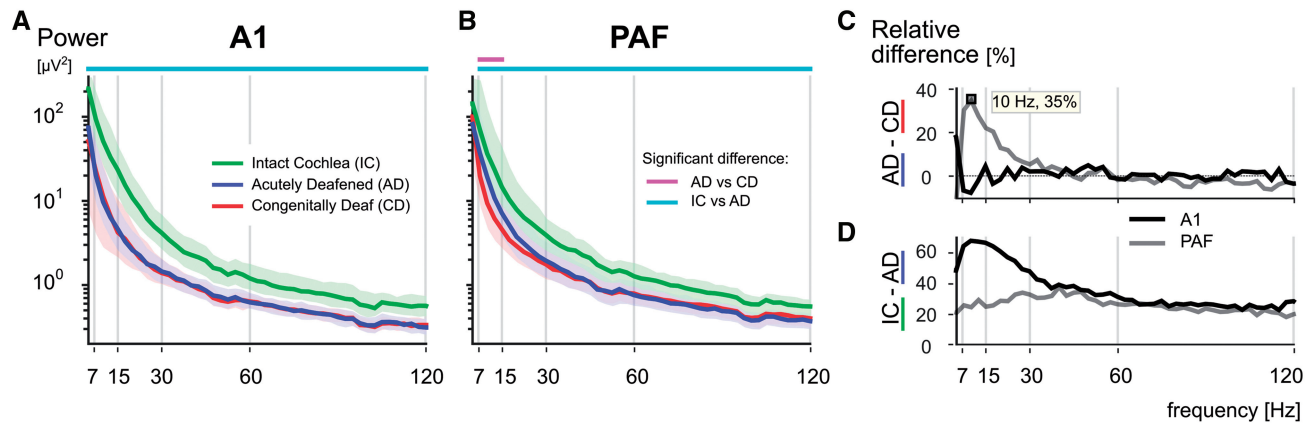 A
Power
[µV²]
A1
10²
10¹
10⁰
Intact Cochlea (IC)
Acutely Deafened (AD)
Congenitally Deaf (CD)
7 15 30 60 120
B
PAF
Significant difference:
AD vs CD
IC vs AD
7 15 30 60 120
C
Relative
difference [%]
AD - CD
40
20
0
10 Hz, 35%
A1
PAF
D
IC - AD
60
40
20
0
7 15 30 60 120
frequency [Hz]